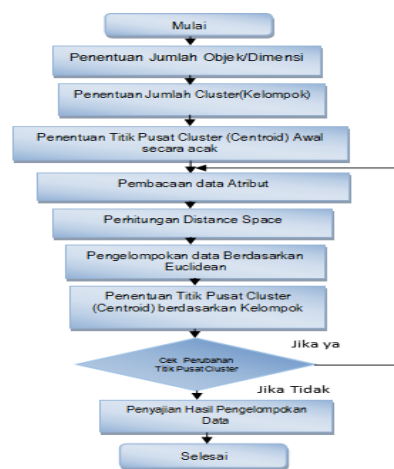 Mulai
Penentuan Jumlah Objek/Dimensi
Penentuan Jumlah Cluster(Kelompok)
Penentuan Titik Pusat Cluster (Centroid) Awal
secara acak
Pembacaan data Atribut
Perhitungan Distance Space
Pengelompokan data Berdasarkan
Euclidean
Penentuan Titik Pusat Cluster
(Centroid) berdasarkan Kelompok
Jika ya
Cek Perubahan
Titik Pusat Cluster
Jika Tidak
Penyajian Hasil Pengelompokan
Data
Selesai